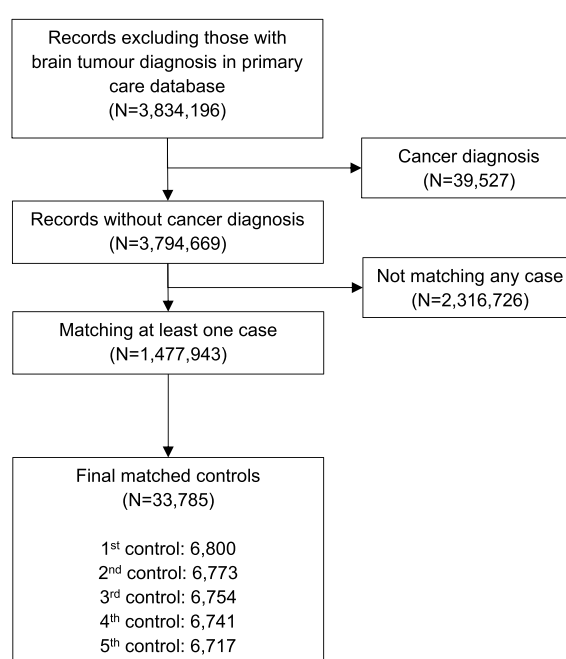 Records excluding those with
brain tumour diagnosis in primary
care database
(N=3,834,196)
Cancer diagnosis
(N=39,527)
Records without cancer diagnosis
(N=3,794,669)
Not matching any case
(N=2,316,726)
Matching at least one case
(N=1,477,943)
Final matched controls
(N=33,785)
1st control: 6,800
2nd control: 6,773
3rd control: 6,754
4th control: 6,741
5th control: 6,717